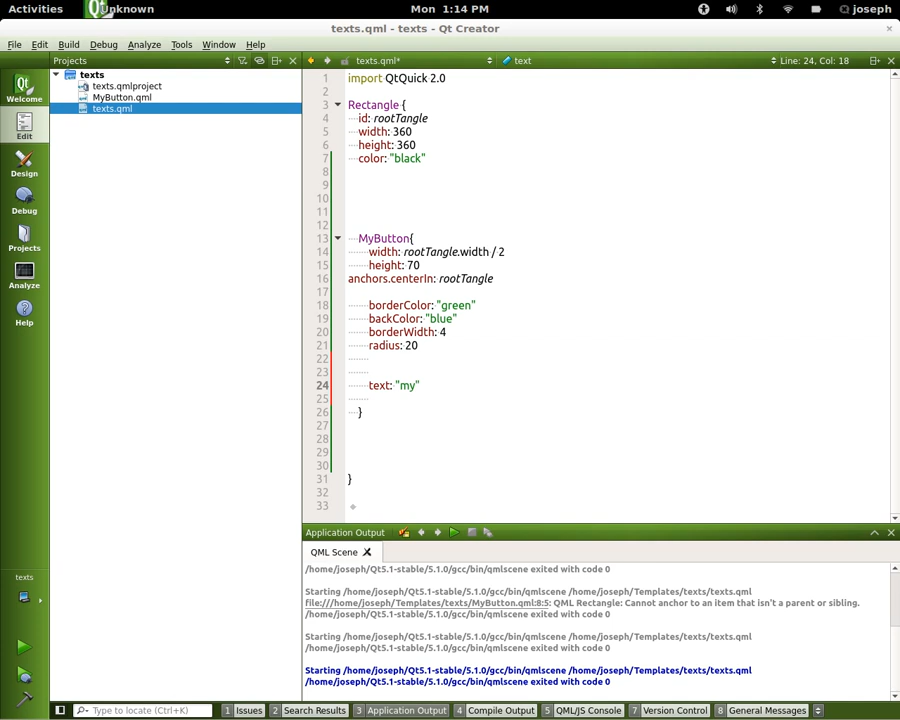 Activities
Unknown
Mon 1:14 PM
joseph
texts.qml - texts - Qt Creator
File Edit Build Debug Analyze Tools Window Help
Projects
texts.qml*
text
Line: 24, Col: 18
texts
texts.qmlproject
MyButton.qml
texts.qml
Qt
Welcome
Edit
Design
Debug
Projects
Analyze
Help
texts
1 import QtQuick 2.0
2
3 Rectangle {
4 id: rootTangle
5 width: 360
6 height: 360
7 color: "black"
8
9
10
11
12
13 MyButton{
14 width: rootTangle.width / 2
15 height: 70
16 anchors.centerIn: rootTangle
17
18 borderColor: "green"
19 backColor: "blue"
20 borderWidth: 4
21 radius: 20
22
23
24 text: "my"
25
26 }
27
28
29
30
31 }
32
33
Application Output
QML Scene
/home/joseph/Qt5.1-stable/5.1.0/gcc/bin/qmlscene exited with code 0
Starting /home/joseph/Qt5.1-stable/5.1.0/gcc/bin/qmlscene /home/joseph/Templates/texts/texts.qml
file:///home/joseph/Templates/texts/MyButton.qml:8:5: QML Rectangle: Cannot anchor to an item that isn't a parent or sibling.
/home/joseph/Qt5.1-stable/5.1.0/gcc/bin/qmlscene exited with code 0
Starting /home/joseph/Qt5.1-stable/5.1.0/gcc/bin/qmlscene /home/joseph/Templates/texts/texts.qml
/home/joseph/Qt5.1-stable/5.1.0/gcc/bin/qmlscene exited with code 0
Starting /home/joseph/Qt5.1-stable/5.1.0/gcc/bin/qmlscene /home/joseph/Templates/texts/texts.qml
/home/joseph/Qt5.1-stable/5.1.0/gcc/bin/qmlscene exited with code 0
Type to locate (Ctrl+K)
1 Issues 2 Search Results 3 Application Output 4 Compile Output 5 QML/JS Console 7 Version Control 8 General Messages